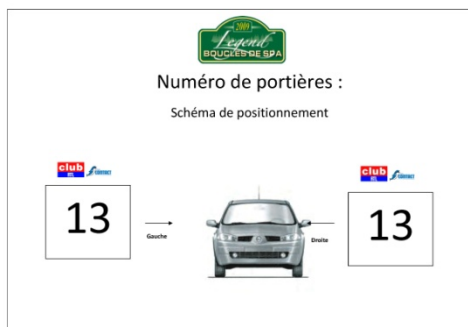 2009
Legend
BOUCLES DE SPA
Numéro de portières :
Schéma de positionnement
club
club
13
Gauche
Droite
13